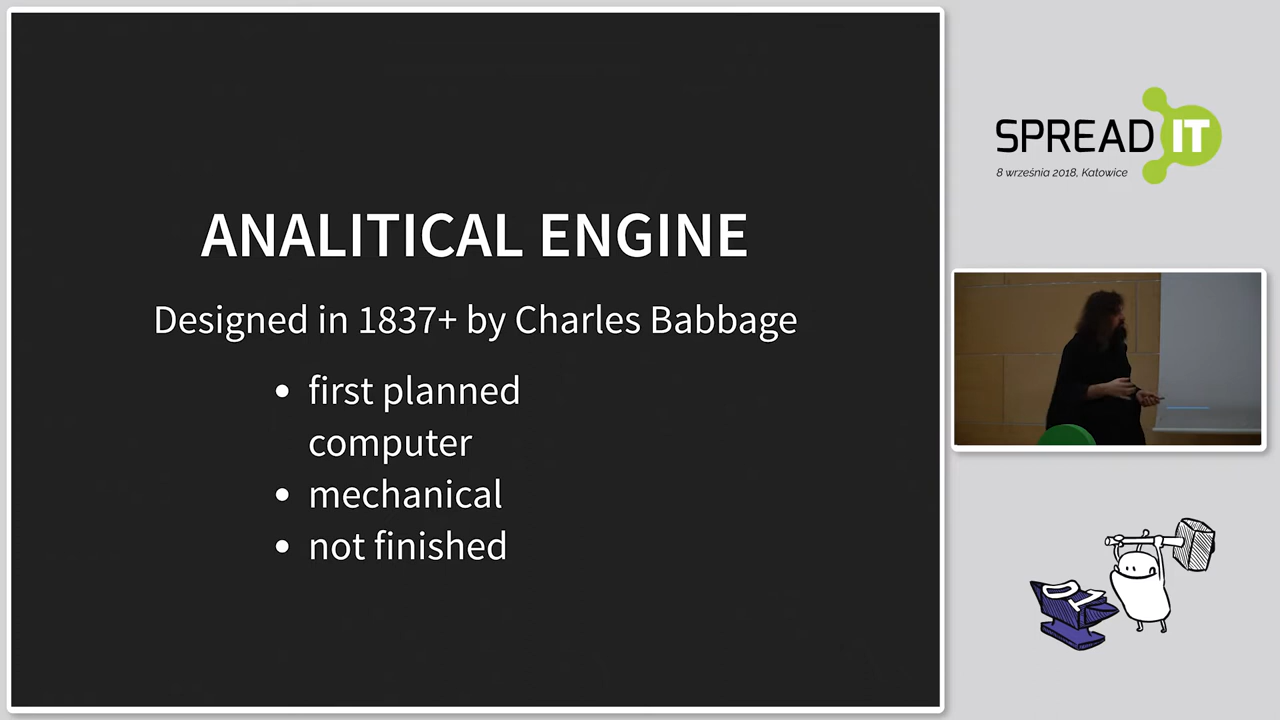 ANALITICAL ENGINE
Designed in 1837+ by Charles Babbage
• first planned
computer
• mechanical
• not finished
SPREAD IT
8 września 2018, Katowice
01